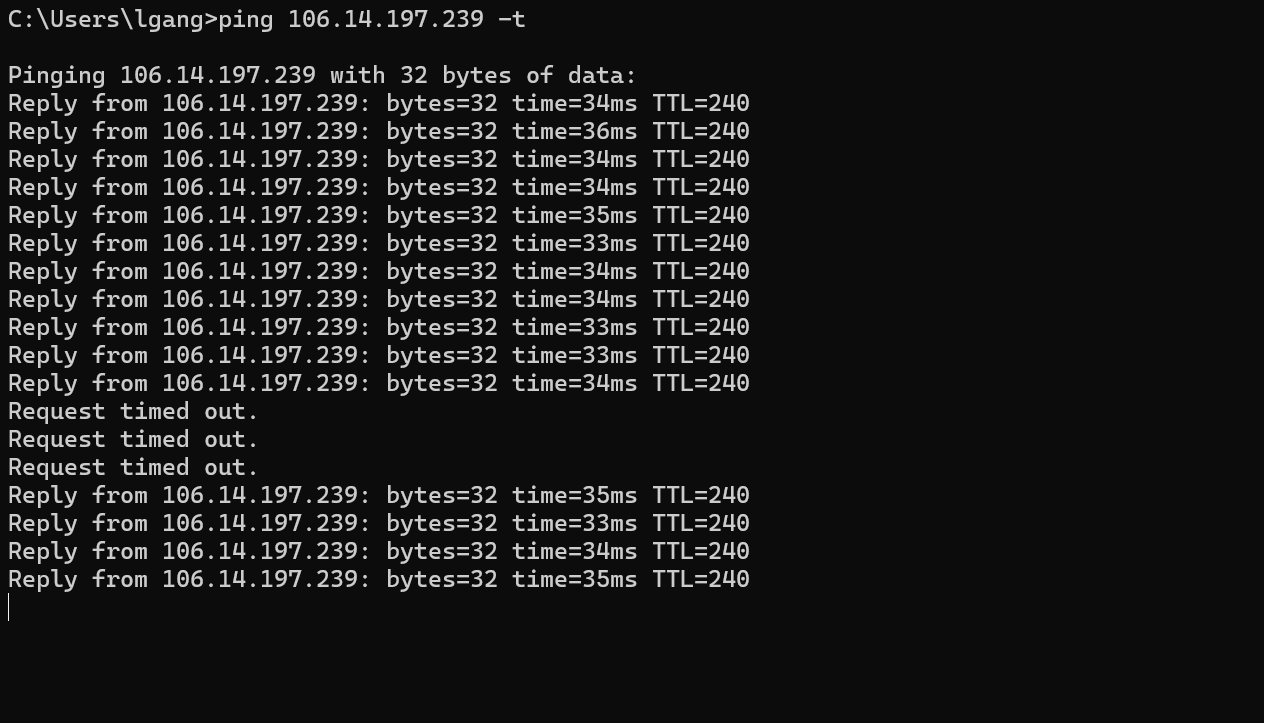 C:\Users\lgang>ping 106.14.197.239 -t
Pinging 106.14.197.239 with 32 bytes of data:
Reply from 106.14.197.239: bytes=32 time=34ms TTL=240
Reply from 106.14.197.239: bytes=32 time=36ms TTL=240
Reply from 106.14.197.239: bytes=32 time=34ms TTL=240
Reply from 106.14.197.239: bytes=32 time=34ms TTL=240
Reply from 106.14.197.239: bytes=32 time=35ms TTL=240
Reply from 106.14.197.239: bytes=32 time=33ms TTL=240
Reply from 106.14.197.239: bytes=32 time=34ms TTL=240
Reply from 106.14.197.239: bytes=32 time=34ms TTL=240
Reply from 106.14.197.239: bytes=32 time=33ms TTL=240
Reply from 106.14.197.239: bytes=32 time=33ms TTL=240
Reply from 106.14.197.239: bytes=32 time=34ms TTL=240
Request timed out.
Request timed out.
Request timed out.
Reply from 106.14.197.239: bytes=32 time=35ms TTL=240
Reply from 106.14.197.239: bytes=32 time=33ms TTL=240
Reply from 106.14.197.239: bytes=32 time=34ms TTL=240
Reply from 106.14.197.239: bytes=32 time=35ms TTL=240